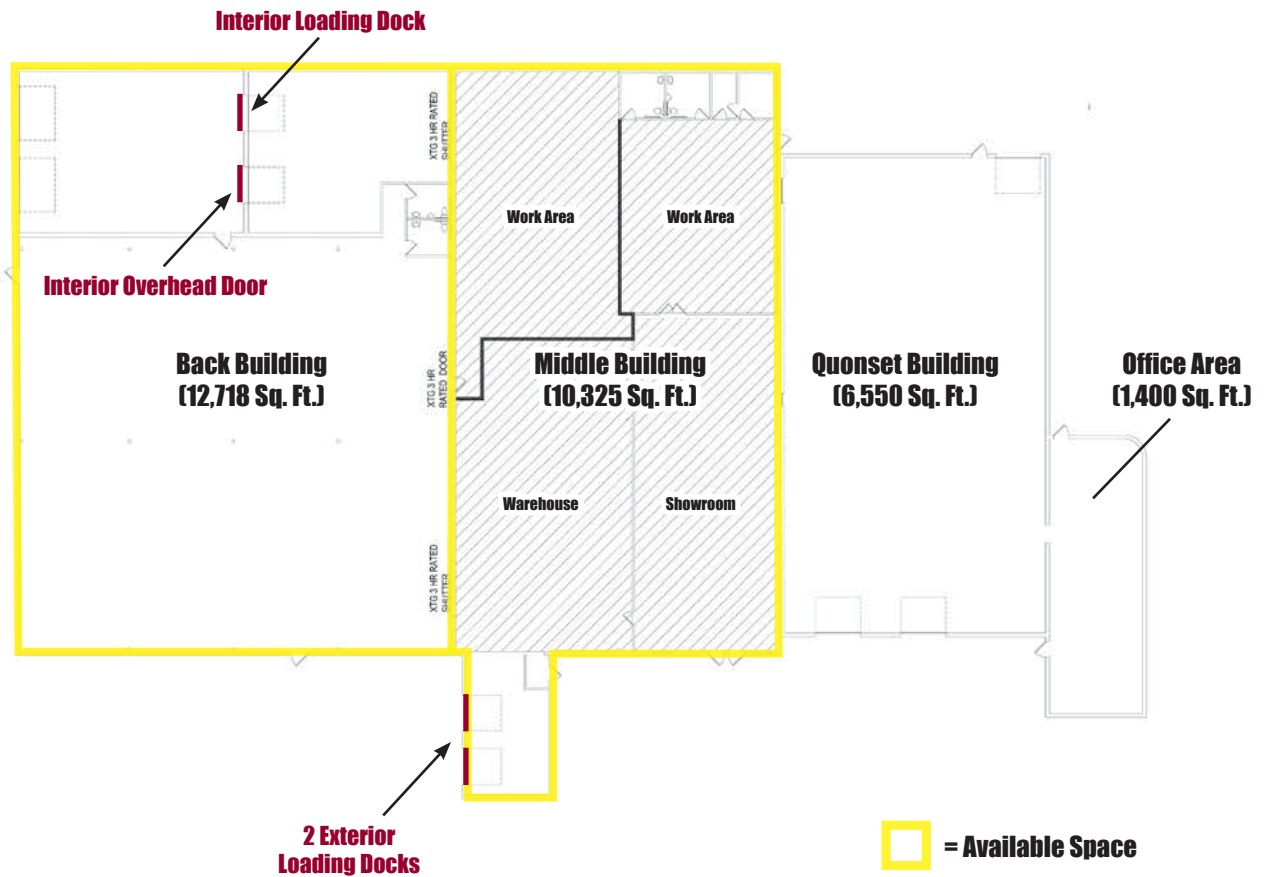 Interior Loading Dock
XTG 3 HR RATED
SHUTTER
Work Area
Work Area
Interior Overhead Door
Back Building
(12,718 Sq. Ft.)
XTG 3 HR
RATED DOOR
Middle Building
(10,325 Sq. Ft.)
Quonset Building
(6,550 Sq. Ft.)
Office Area
(1,400 Sq. Ft.)
Warehouse
Showroom
XTG 3 HR RATED
SHUTTER
2 Exterior
Loading Docks
= Available Space